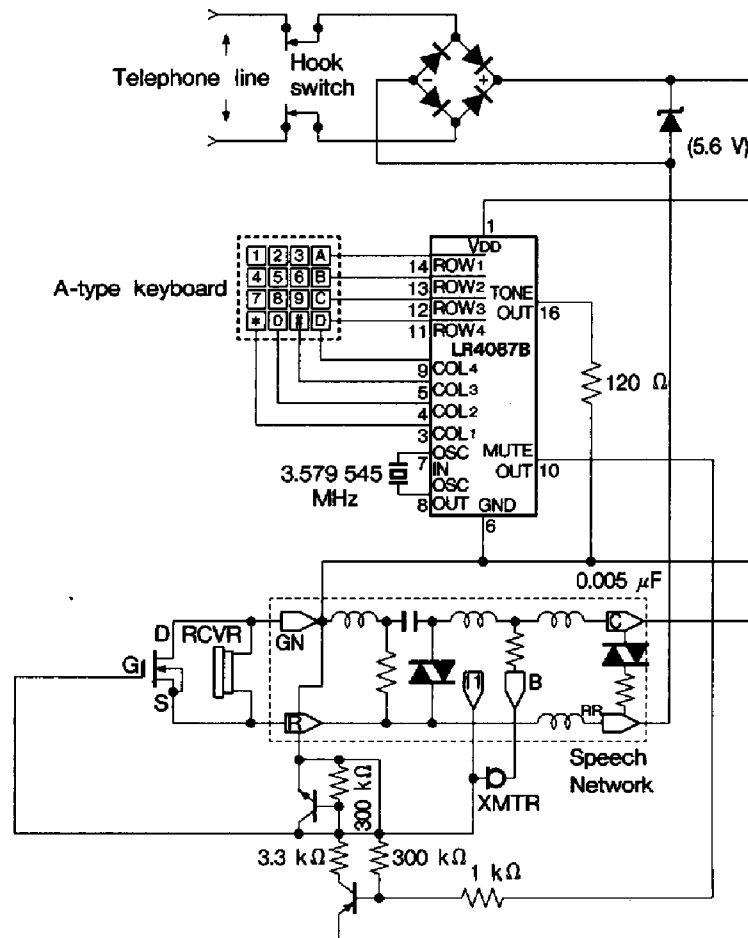 Telephone line
Hook
switch
(5.6 V)
A-type keyboard
1 2 3 A
4 5 6 B
7 8 9 C
* 0 # D
1
VDD
14 ROW1
13 ROW2
12 ROW3
11 ROW4
TONE
OUT 16
LR4087B
9 COL4
5 COL3
4 COL2
3 COL1
OSC
7 IN
OSC
8 OUT
MUTE
OUT 10
GND
6
120 Ω
3.579 545
MHz
0.005 μF
D
G
S
RCVR
GN
R
C
T1
B
RR
XMTR
Speech
Network
300 kΩ
3.3 kΩ
300 kΩ
1 kΩ